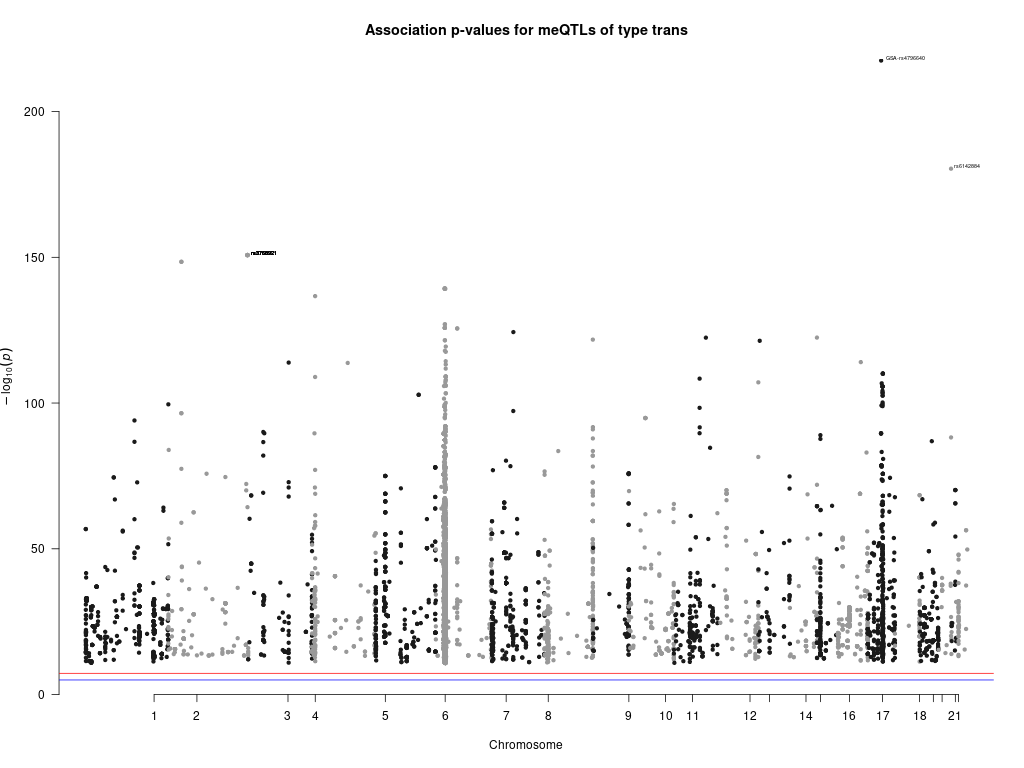 Association p-values for meQTLs of type trans
GSA-rs4796640
200
rs6142884
150
100
− log10(p)
50
0
1 2 3 4 5 6 7 8 9 10 11 12 14 16 17 18 21
Chromosome